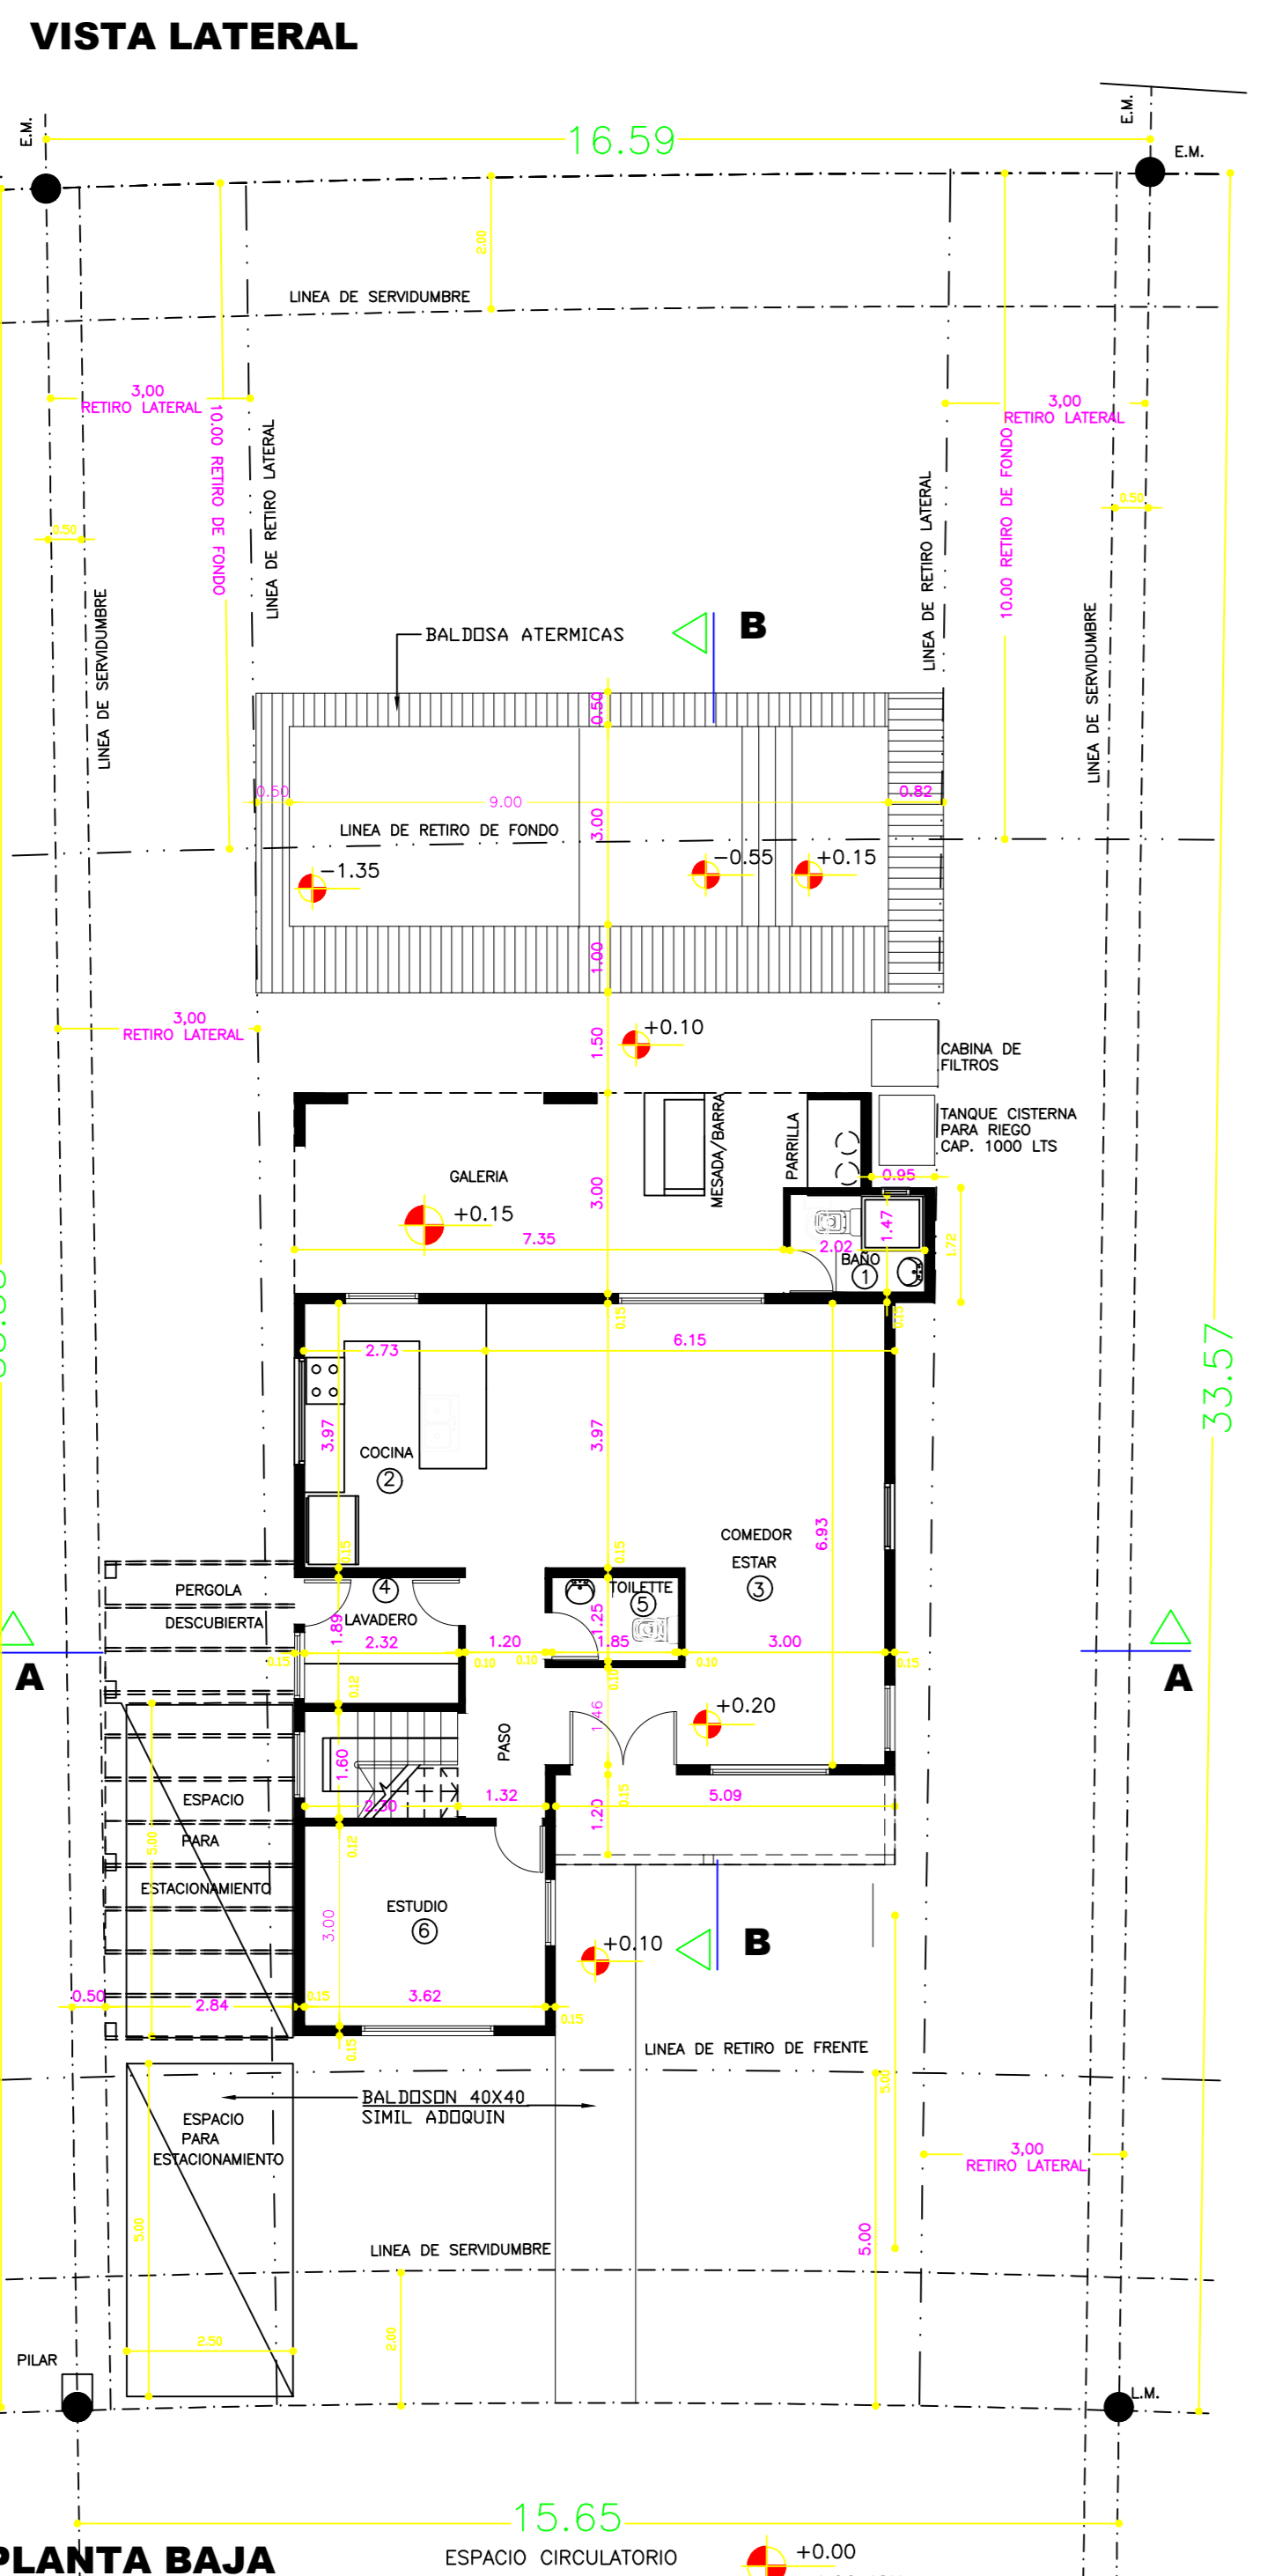 VISTA LATERAL
E.M.
E.M.
16.59
E.M.
2.00
LINEA DE SERVIDUMBRE
3,00
RETIRO LATERAL
3,00
RETIRO LATERAL
10.00 RETIRO DE FONDO
LINEA DE RETIRO LATERAL
LINEA DE RETIRO LATERAL
10.00 RETIRO DE FONDO
0.50
0.50
LINEA DE SERVIDUMBRE
LINEA DE SERVIDUMBRE
BALDOSA ATERMICAS
B
0.50
0.50
9.00
0.82
3.00
LINEA DE RETIRO DE FONDO
-1.35
-0.55
+0.15
1.00
3,00
RETIRO LATERAL
1.50
+0.10
CABINA DE
FILTROS
TANQUE CISTERNA
PARA RIEGO
CAP. 1000 LTS
MESADA/BARRA
PARRILLA
GALERIA
3.00
0.95
+0.15
7.35
1.47
2.02
1.72
BAÑO
1
0.15
0.15
2.73
6.15
33.57
3.97
3.97
COCINA
2
6.93
COMEDOR
ESTAR
3
0.15
0.15
PERGOLA
DESCUBIERTA
4
LAVADERO
1.89
TOILETTE
5
1.25
2.32
1.20
1.85
3.00
0.15
0.10
0.10
0.10
0.15
A
A
0.12
0.10
1.46
+0.20
PASO
1.60
2.30
1.32
1.20
0.15
5.09
ESPACIO
PARA
ESTACIONAMIENTO
5.00
0.12
ESTUDIO
6
3.00
+0.10
B
0.50
2.84
0.15
3.62
0.15
0.15
LINEA DE RETIRO DE FRENTE
5.00
BALDOSON 40X40
SIMIL ADOQUIN
ESPACIO
PARA
ESTACIONAMIENTO
3,00
RETIRO LATERAL
5.00
5.00
LINEA DE SERVIDUMBRE
2.50
2.00
PILAR
L.M.
15.65
PLANTA BAJA
ESPACIO CIRCULATORIO
+0.00